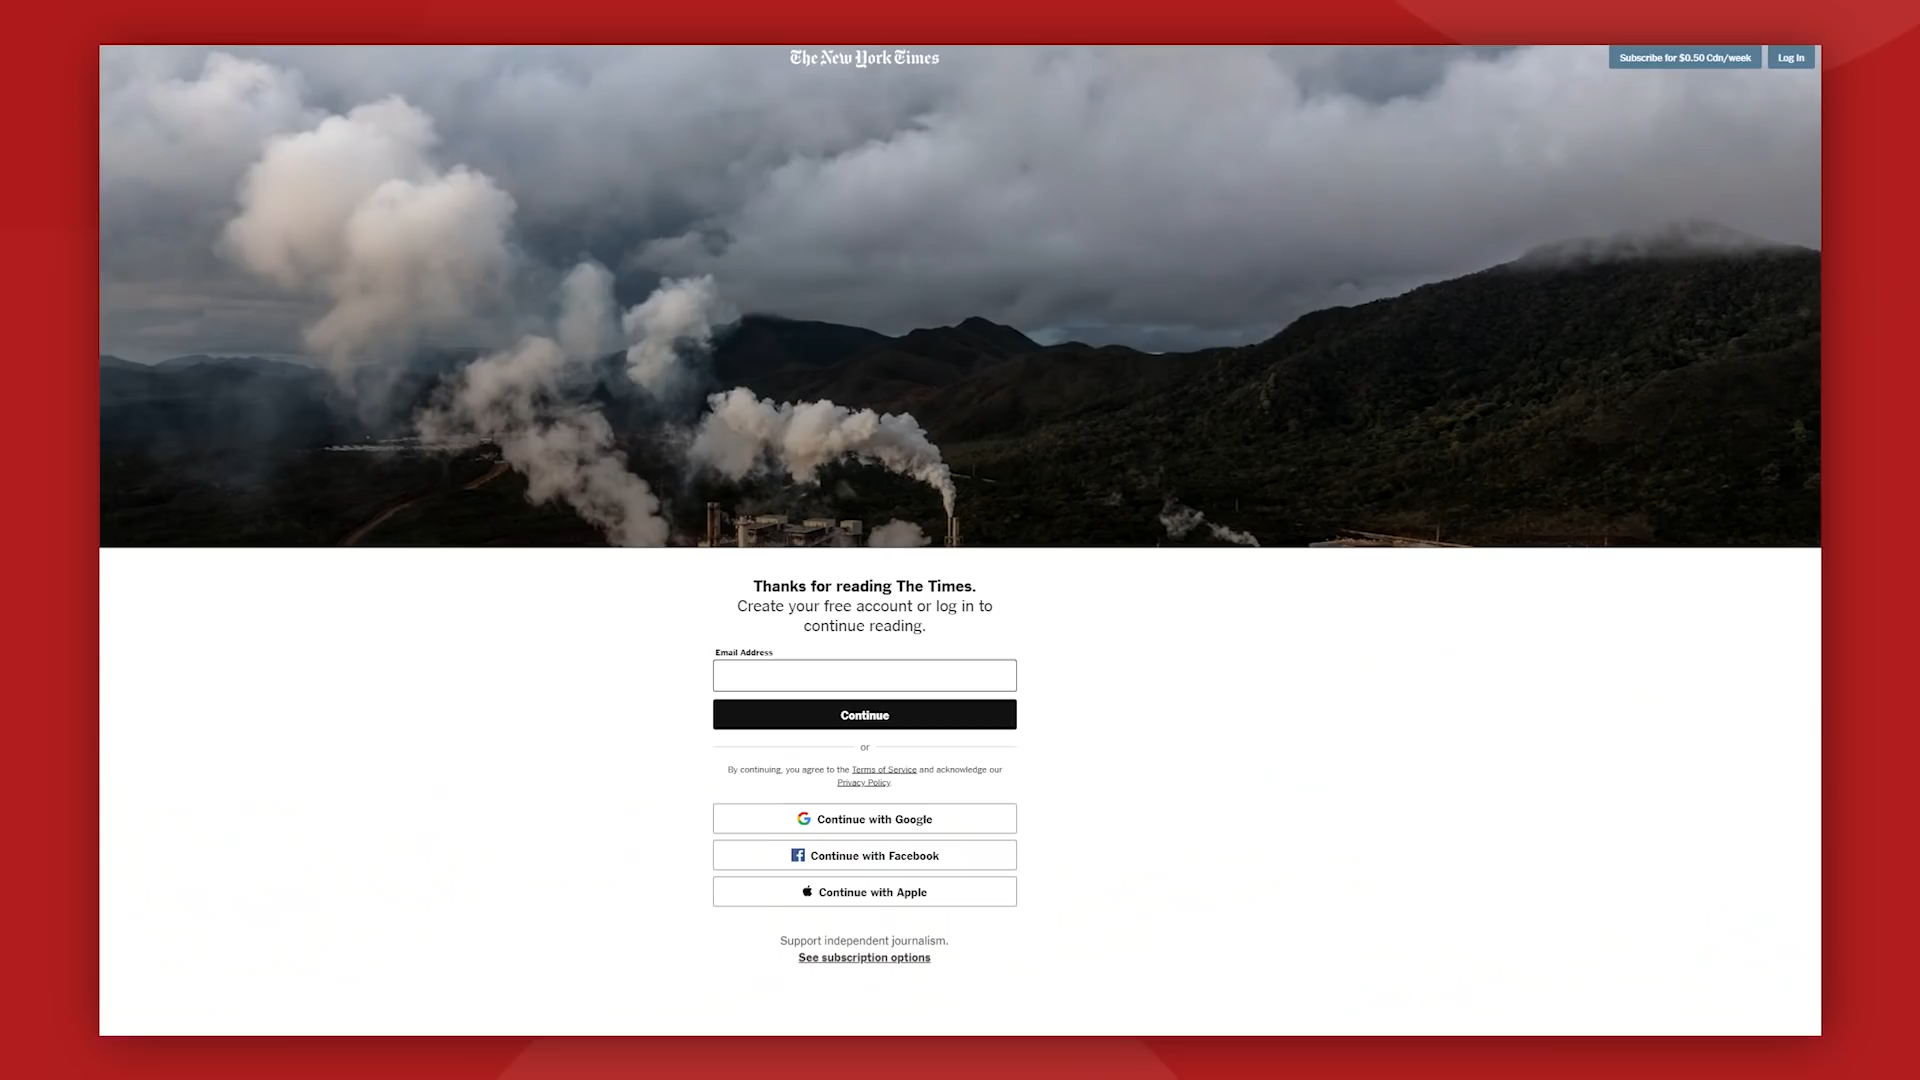 The New York Times
Subscribe for $0.50 Cdn/week
Log In
Thanks for reading The Times.
Create your free account or log in to
continue reading.
Email Address
Continue
or
By continuing, you agree to the Terms of Service and acknowledge our
Privacy Policy.
Continue with Google
Continue with Facebook
Continue with Apple
Support independent journalism.
See subscription options